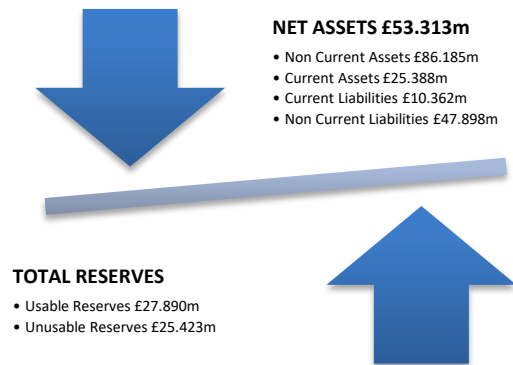 NET ASSETS £53.313m
• Non Current Assets £86.185m
• Current Assets £25.388m
• Current Liabilities £10.362m
• Non Current Liabilities £47.898m
TOTAL RESERVES
• Usable Reserves £27.890m
• Unusable Reserves £25.423m